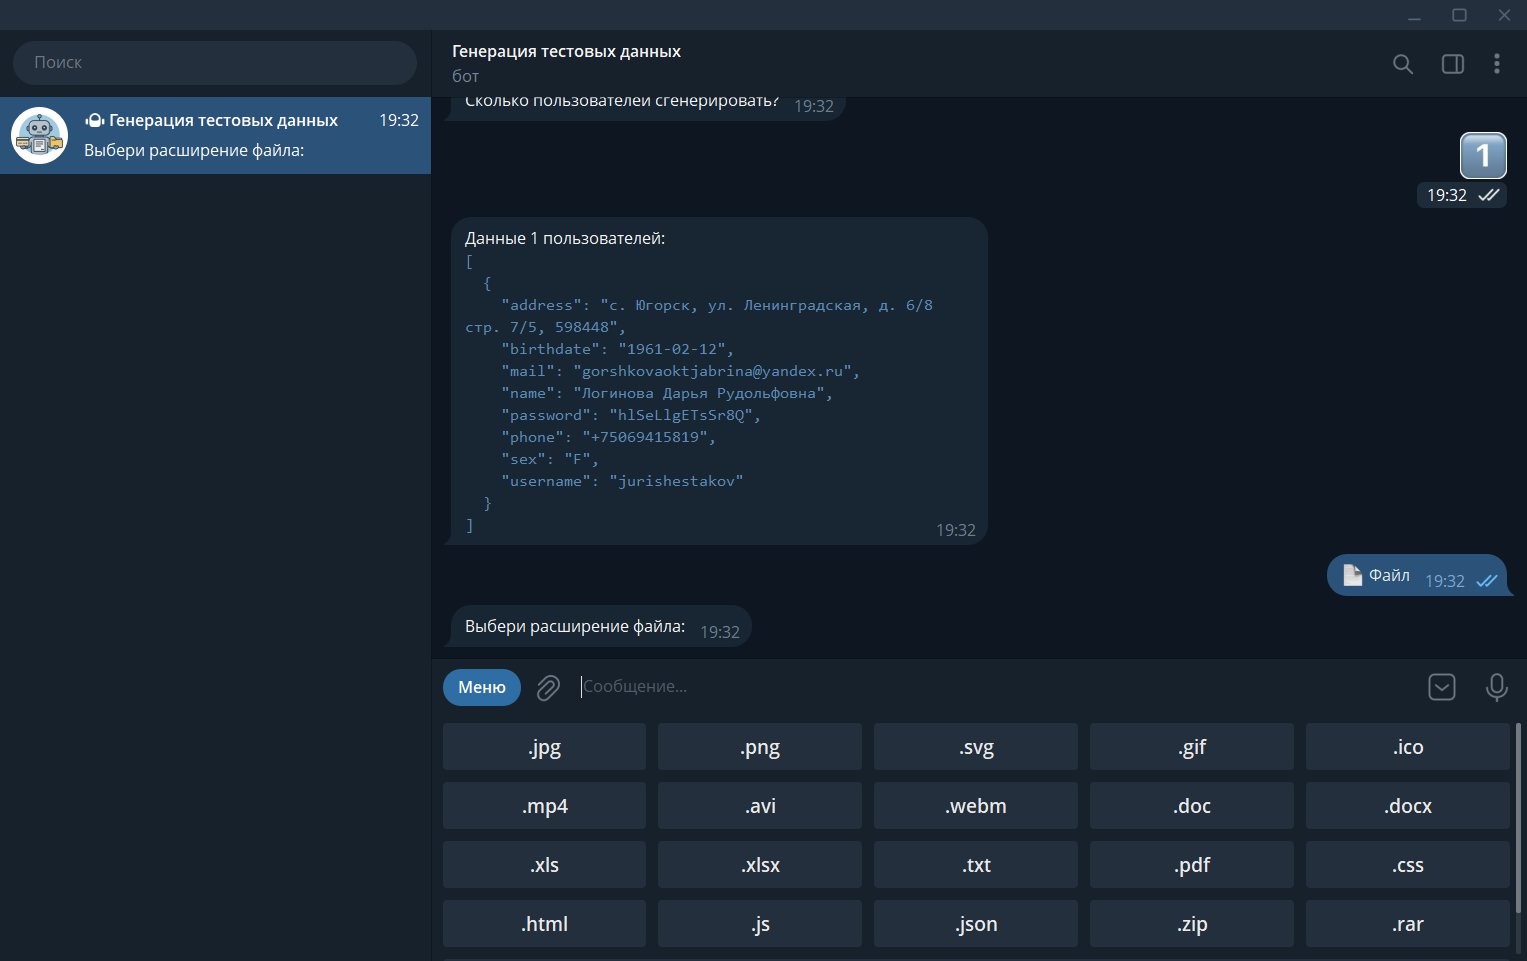 Поиск
Генерация тестовых данных 19:32
Выбери расширение файла:
Генерация тестовых данных
бот
Сколько пользователей сгенерировать? 19:32
1
19:32
Данные 1 пользователей:
[
{
"address": "с. Югорск, ул. Ленинградская, д. 6/8
стр. 7/5, 598448",
"birthdate": "1961-02-12",
"mail": "gorshkovaoktjabrina@yandex.ru",
"name": "Логинова Дарья Рудольфовна",
"password": "hlSeLlgETsSr8Q",
"phone": "+75069415819",
"sex": "F",
"username": "jurishestakov"
}
]
19:32
Файл 19:32
Выбери расширение файла: 19:32
Меню Сообщение...
.jpg .png .svg .gif .ico
.mp4 .avi .webm .doc .docx
.xls .xlsx .txt .pdf .css
.html .js .json .zip .rar